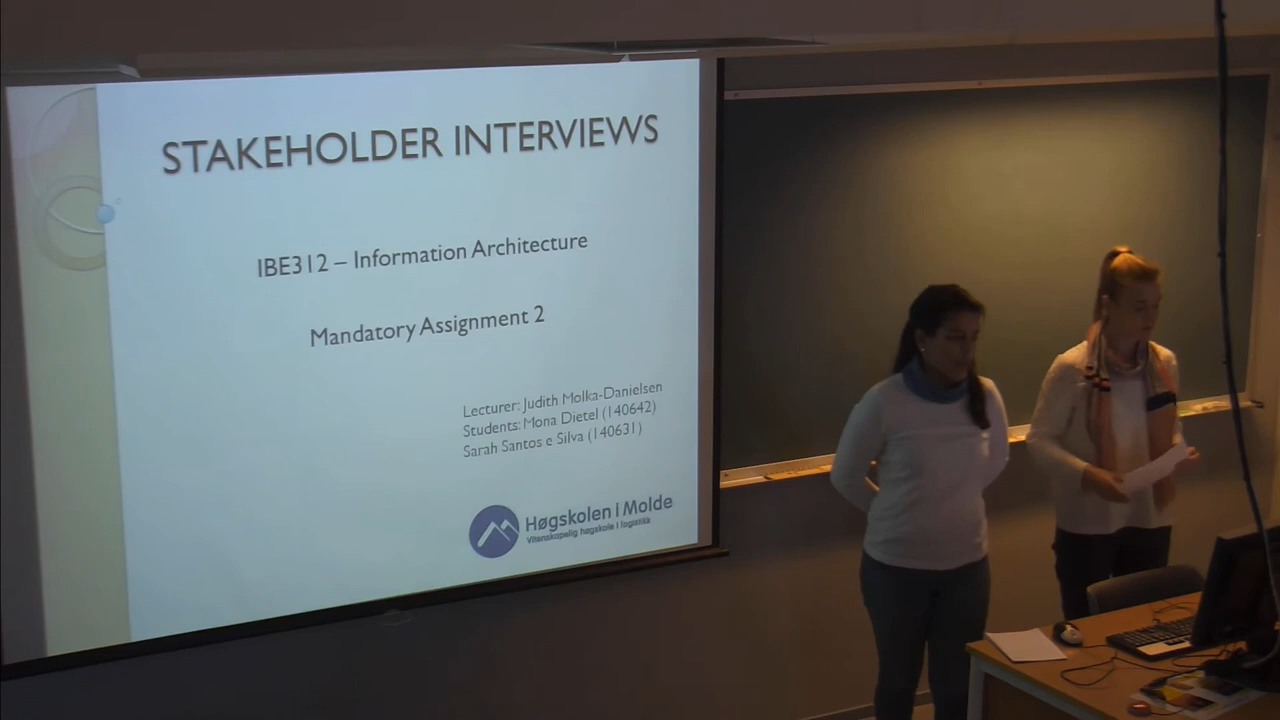 STAKEHOLDER INTERVIEWS
IBE312 – Information Architecture
Mandatory Assignment 2
Lecturer: Judith Molka-Danielsen
Students: Mona Dietel (140642)
Sarah Santos e Silva (140631)
Høgskolen i Molde
Vitenskapelig høgskole i logistikk